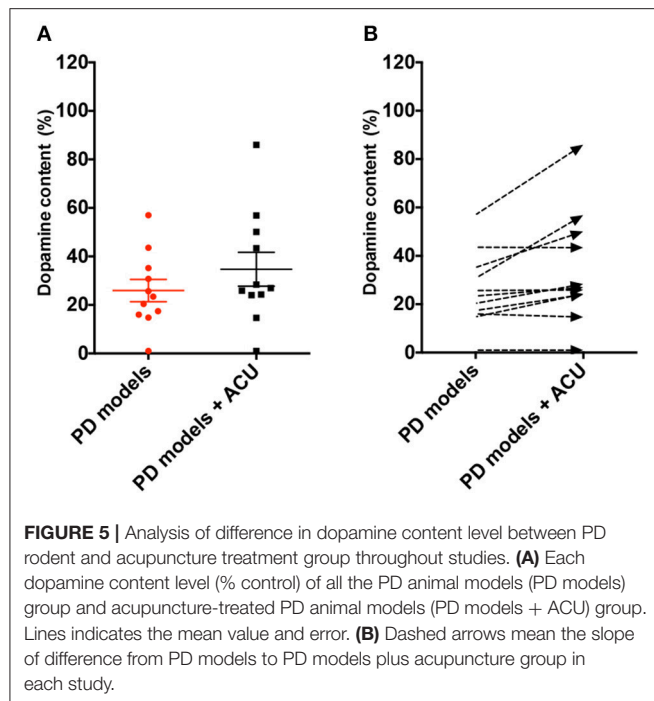 A
B
120
100
80
60
40
20
0
Dopamine content (%)
PD models
PD models + ACU
120
100
80
60
40
20
0
Dopamine content (%)
PD models
PD models + ACU
FIGURE 5 | Analysis of difference in dopamine content level between PD
rodent and acupuncture treatment group throughout studies. (A) Each
dopamine content level (% control) of all the PD animal models (PD models)
group and acupuncture-treated PD animal models (PD models + ACU) group.
Lines indicates the mean value and error. (B) Dashed arrows mean the slope
of difference from PD models to PD models plus acupuncture group in
each study.